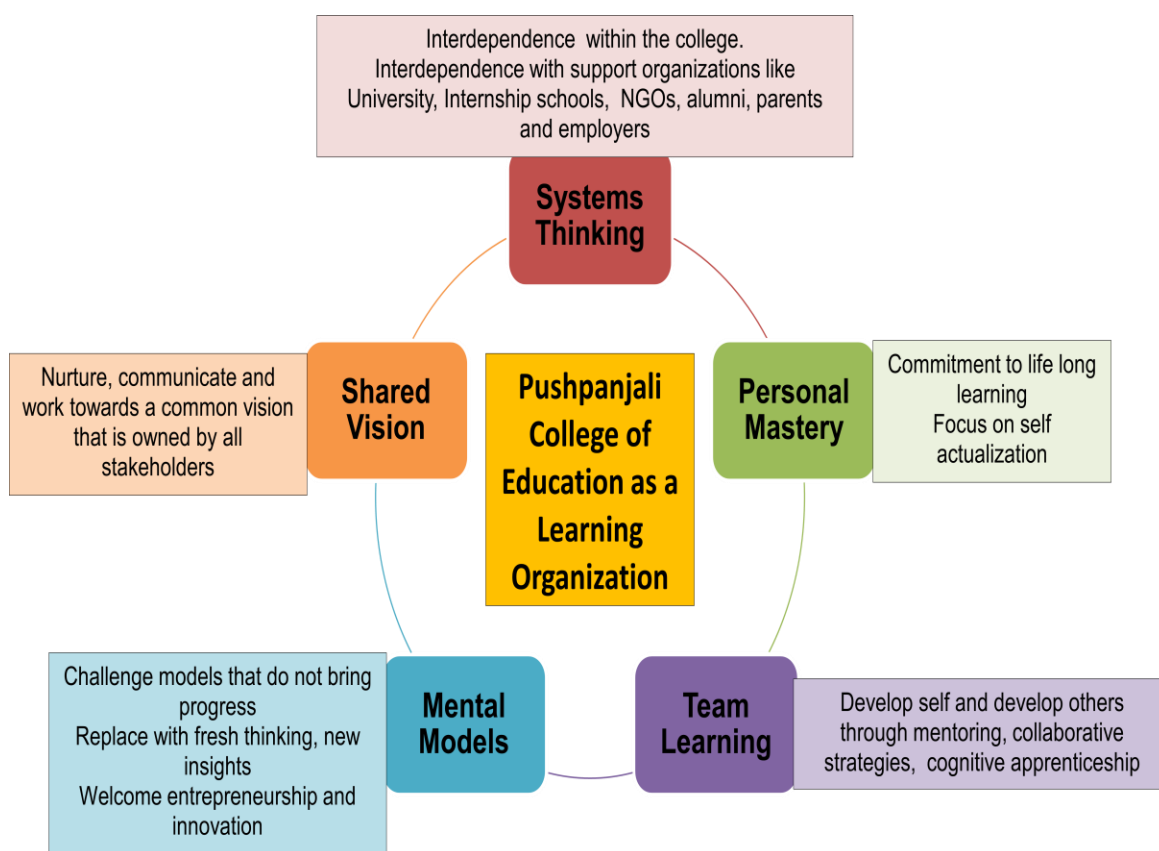 Interdependence within the college.
Interdependence with support organizations like
University, Internship schools, NGOs, alumni, parents
and employers
Systems
Thinking
Nurture, communicate and
work towards a common vision
that is owned by all
stakeholders
Shared
Vision
Pushpanjali
College of
Education as a
Learning
Organization
Personal
Mastery
Commitment to life long
learning
Focus on self
actualization
Challenge models that do not bring
progress
Replace with fresh thinking, new
insights
Welcome entrepreneurship and
innovation
Mental
Models
Team
Learning
Develop self and develop others
through mentoring, collaborative
strategies, cognitive apprenticeship